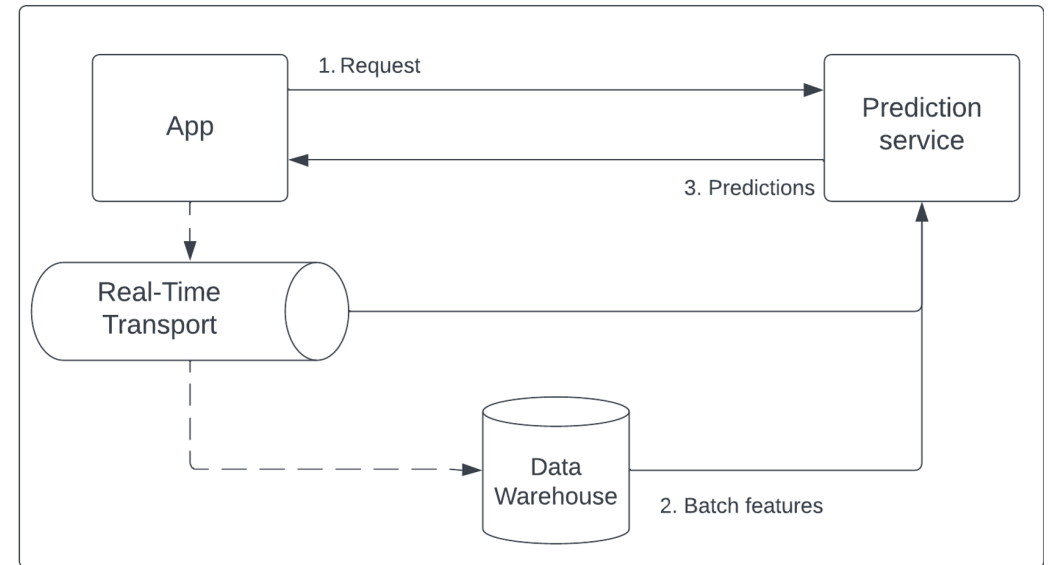 1. Request
App
Prediction
service
3. Predictions
Real-Time
Transport
Data
Warehouse
2. Batch features